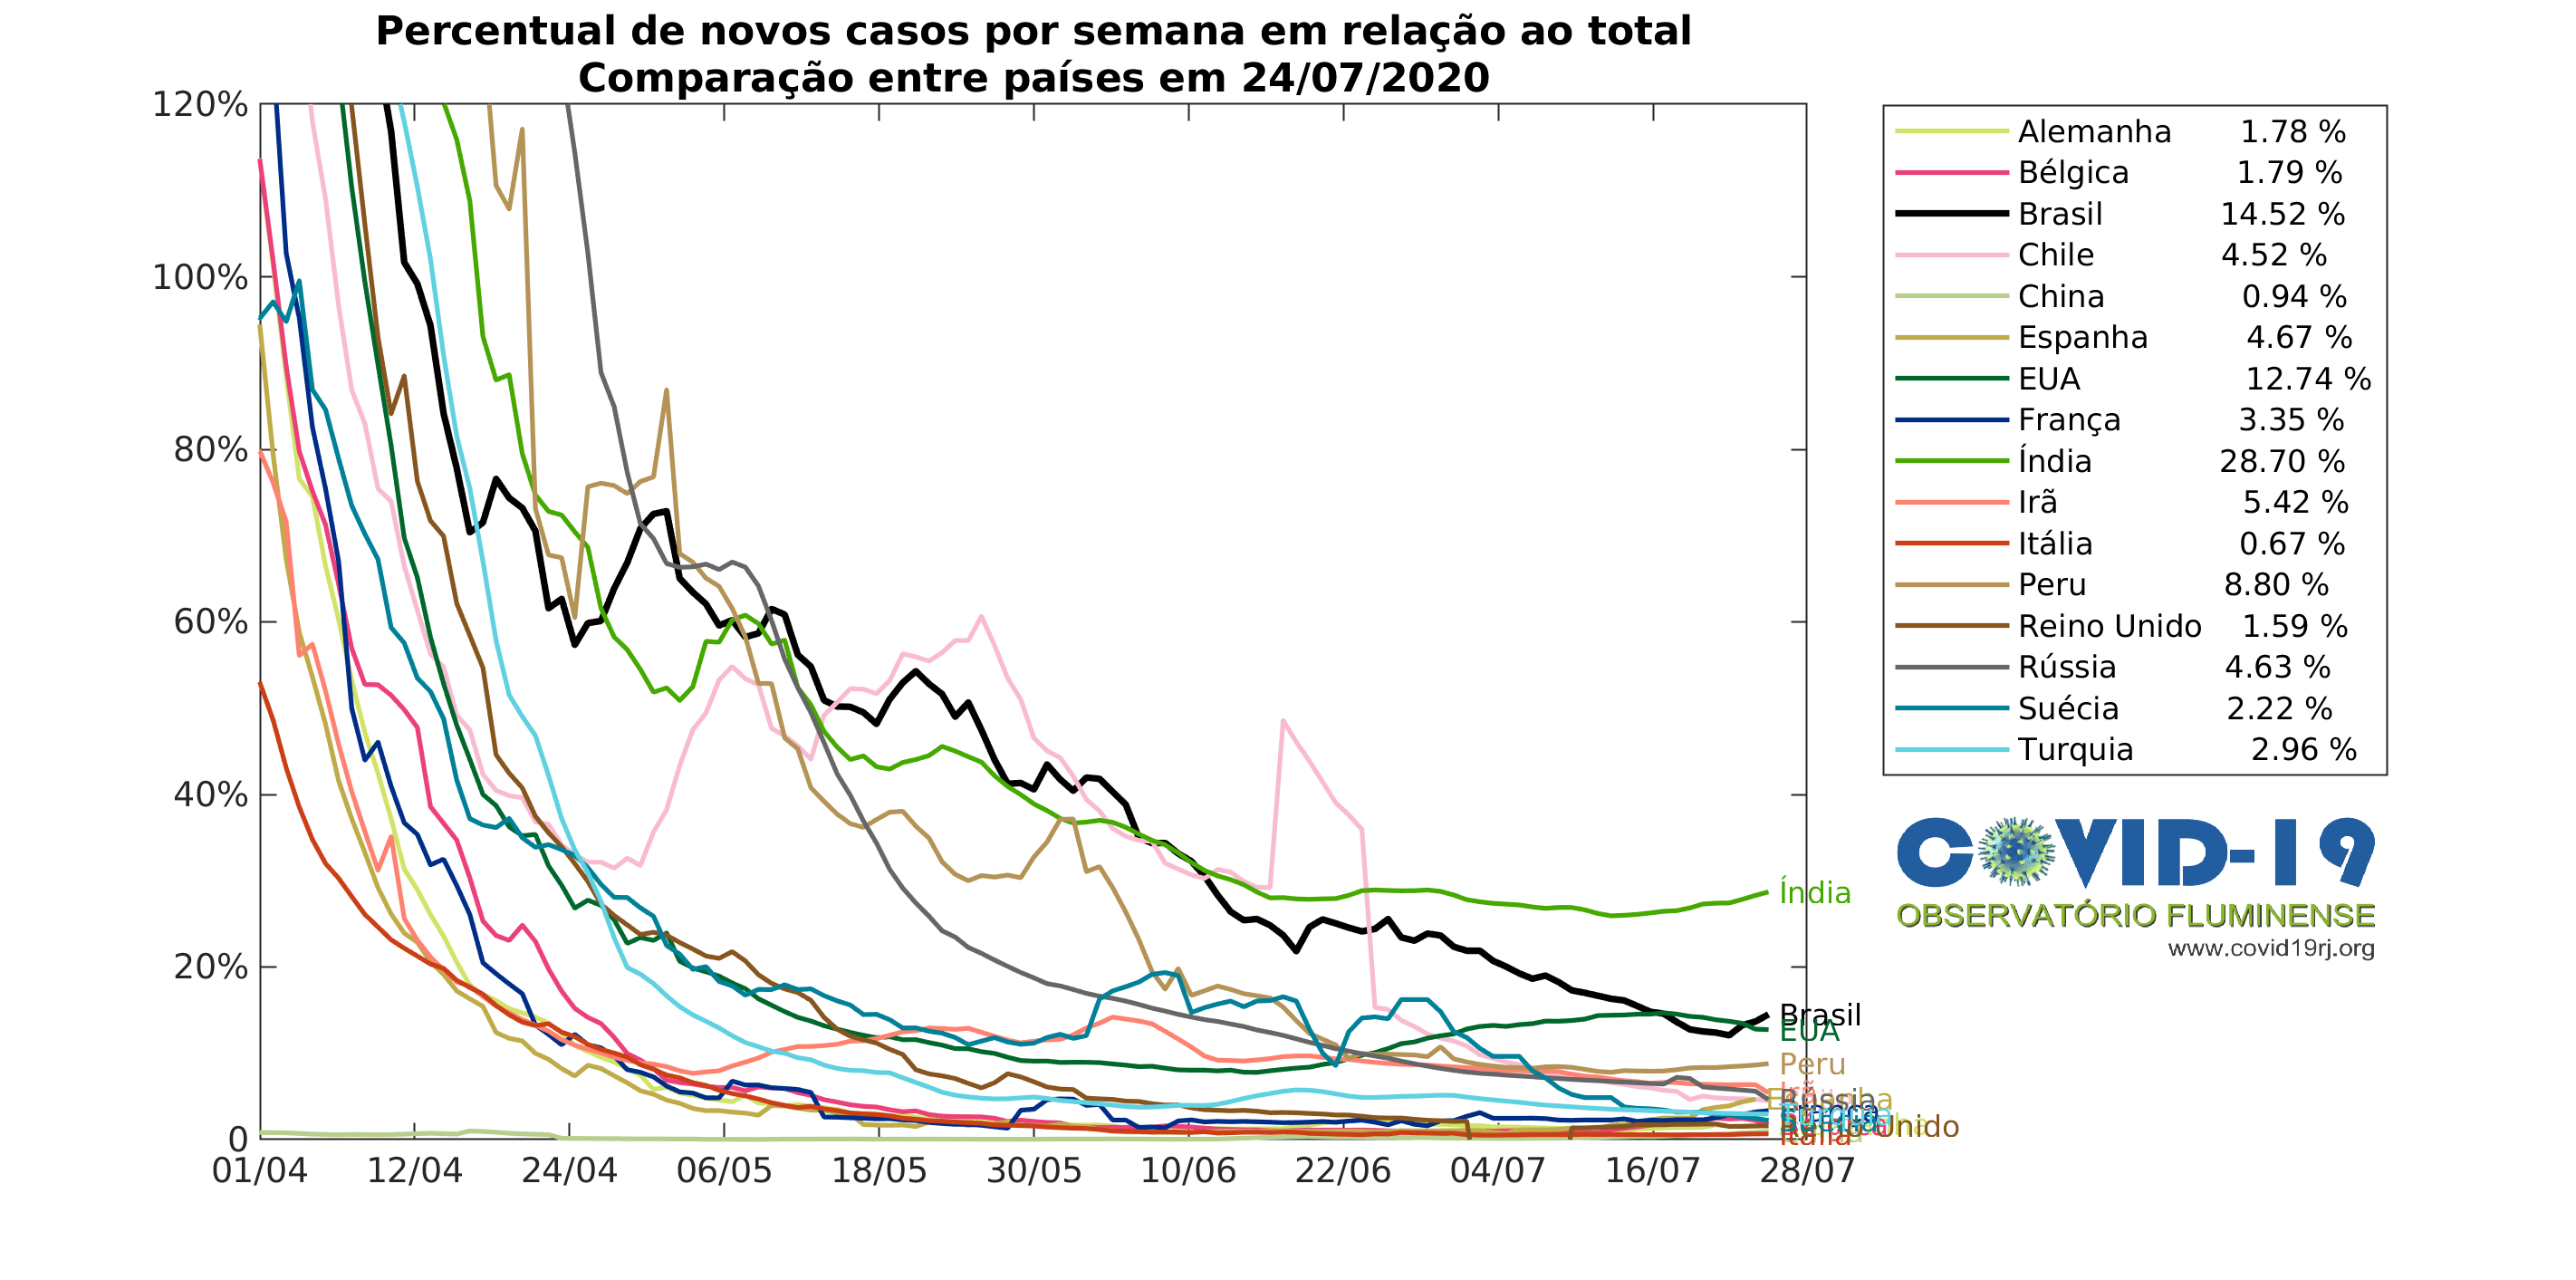 Percentual de novos casos por semana em relação ao total
Comparação entre países em 24/07/2020
120%
100%
80%
60%
40%
20%
0
01/04 12/04 24/04 06/05 18/05 30/05 10/06 22/06 04/07 16/07 28/07
Índia
Brasil
EUA
Peru
Reino Unido
Itália
Alemanha 1.78 %
Bélgica 1.79 %
Brasil 14.52 %
Chile 4.52 %
China 0.94 %
Espanha 4.67 %
EUA 12.74 %
França 3.35 %
Índia 28.70 %
Irã 5.42 %
Itália 0.67 %
Peru 8.80 %
Reino Unido 1.59 %
Rússia 4.63 %
Suécia 2.22 %
Turquia 2.96 %
COVID-19
OBSERVATÓRIO FLUMINENSE
www.covid19rj.org